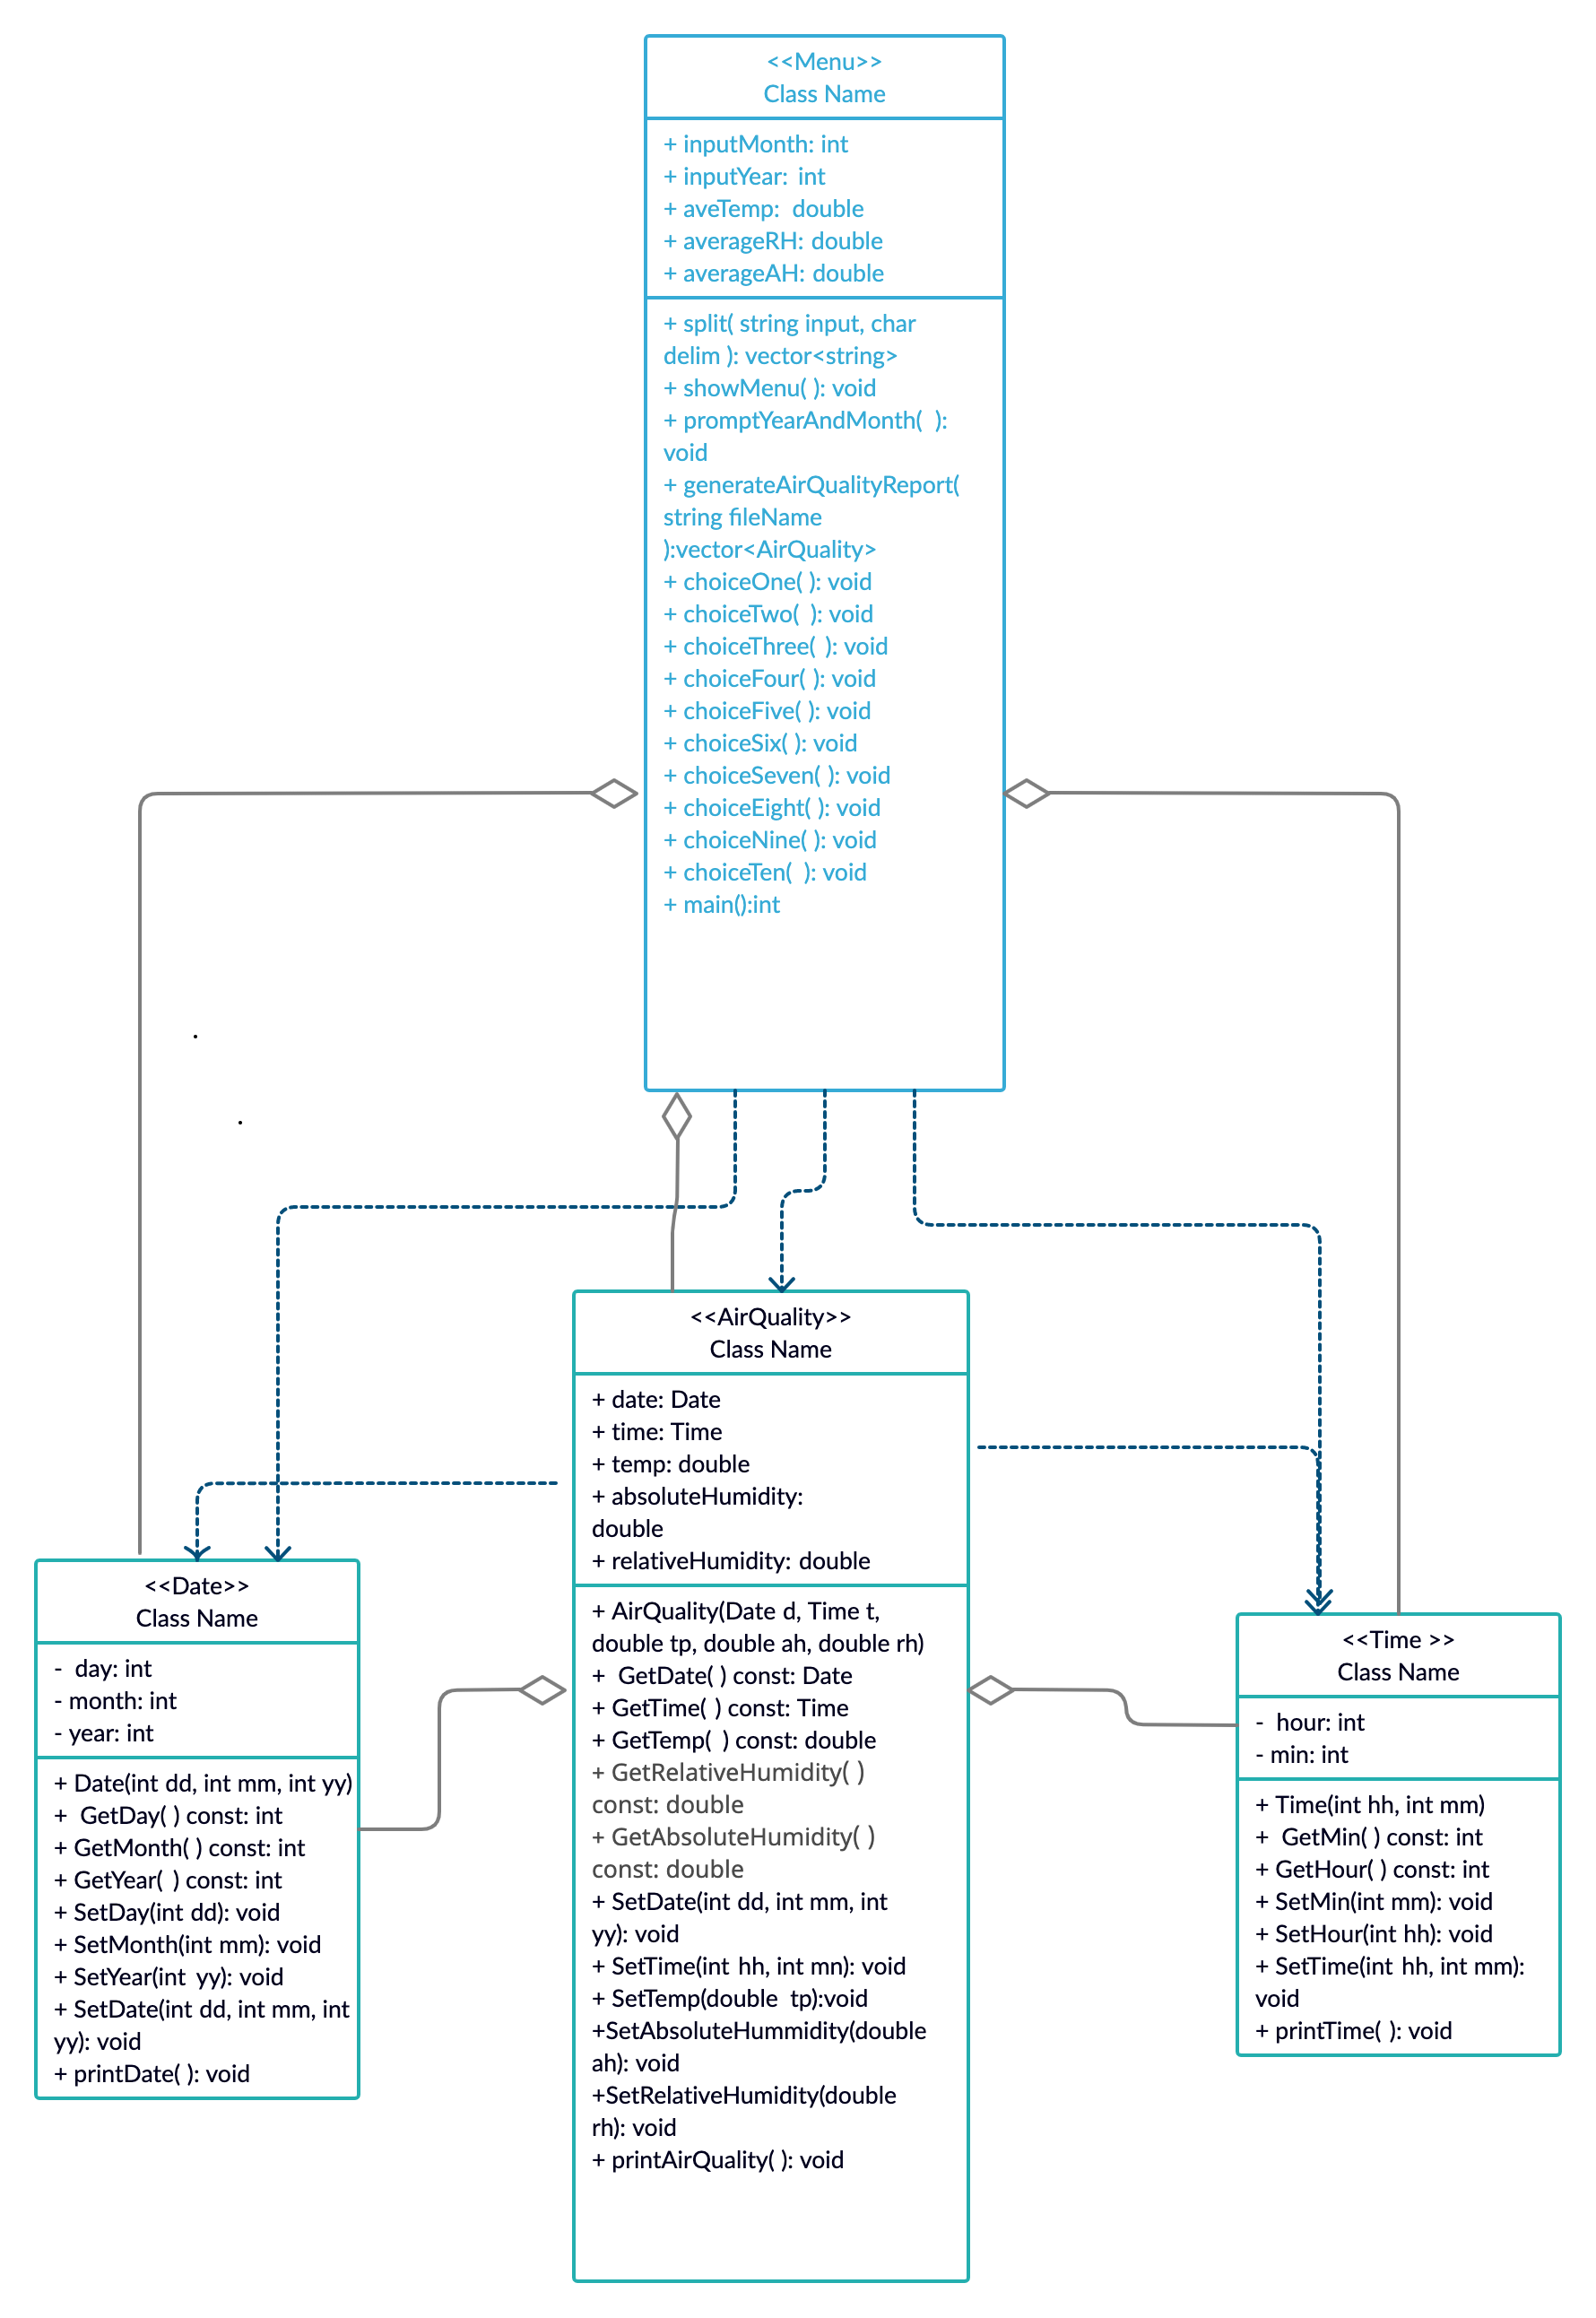 <<Menu>>
Class Name
+ inputMonth: int
+ inputYear:  int
+ aveTemp:  double
+ averageRH: double
+ averageAH: double
+ split( string input, char
delim ): vector<string>
+ showMenu( ): void
+ promptYearAndMonth(  ):
void
+ generateAirQualityReport(
string fileName
):vector<AirQuality>
+ choiceOne( ): void
+ choiceTwo(  ): void
+ choiceThree(  ): void
+ choiceFour( ): void
+ choiceFive( ): void
+ choiceSix( ): void
+ choiceSeven( ): void
+ choiceEight( ): void
+ choiceNine( ): void
+ choiceTen(  ): void
+ main():int
<<AirQuality>>
Class Name
+ date: Date
+ time: Time
+ temp: double
+ absoluteHumidity:
double
+ relativeHumidity: double
+ AirQuality(Date d, Time t,
double tp, double ah, double rh)
+  GetDate( ) const: Date
+ GetTime( ) const: Time
+ GetTemp(  ) const: double
+ GetRelativeHumidity( )
const: double
+ GetAbsoluteHumidity( )
const: double
+ SetDate(int dd, int mm, int
yy): void
+ SetTime(int hh, int mn): void
+ SetTemp(double  tp):void
+SetAbsoluteHummidity(double
ah): void
+SetRelativeHumidity(double
rh): void
+ printAirQuality( ): void
<<Date>>
Class Name
-  day: int
- month: int
- year: int
+ Date(int dd, int mm, int yy)
+  GetDay( ) const: int
+ GetMonth( ) const: int
+ GetYear(  ) const: int
+ SetDay(int dd): void
+ SetMonth(int mm): void
+ SetYear(int  yy): void
+ SetDate(int dd, int mm, int
yy): void
+ printDate( ): void
<<Time >>
Class Name
-  hour: int
- min: int
+ Time(int hh, int mm)
+  GetMin( ) const: int
+ GetHour( ) const: int
+ SetMin(int mm): void
+ SetHour(int hh): void
+ SetTime(int hh, int mm):
void
+ printTime( ): void